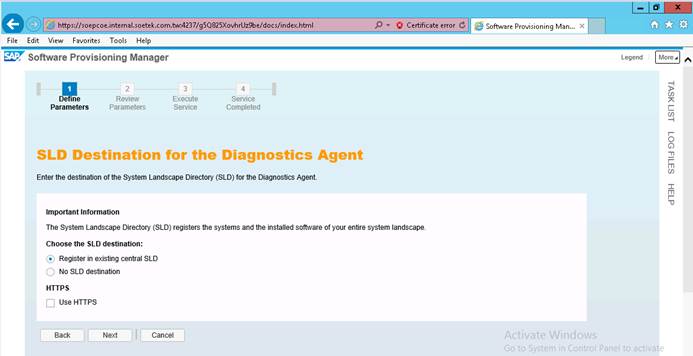 https://soepcoe.internal.soetek.com.tw:4237/g5Q825XovhrUz9be/docs/index.html
Certificate error
Software Provisioning Man...
File Edit View Favorites Tools Help
SAP Software Provisioning Manager
Legend More
1 2 3 4
Define Parameters
Review Parameters
Execute Service
Service Completed
TASK LIST
LOG FILES
HELP
SLD Destination for the Diagnostics Agent
Enter the destination of the System Landscape Directory (SLD) for the Diagnostics Agent.
Important Information
The System Landscape Directory (SLD) registers the systems and the installed software of your entire system landscape.
Choose the SLD destination:
Register in existing central SLD
No SLD destination
HTTPS
Use HTTPS
Back Next Cancel
Activate Windows
Go to System in Control Panel to activate